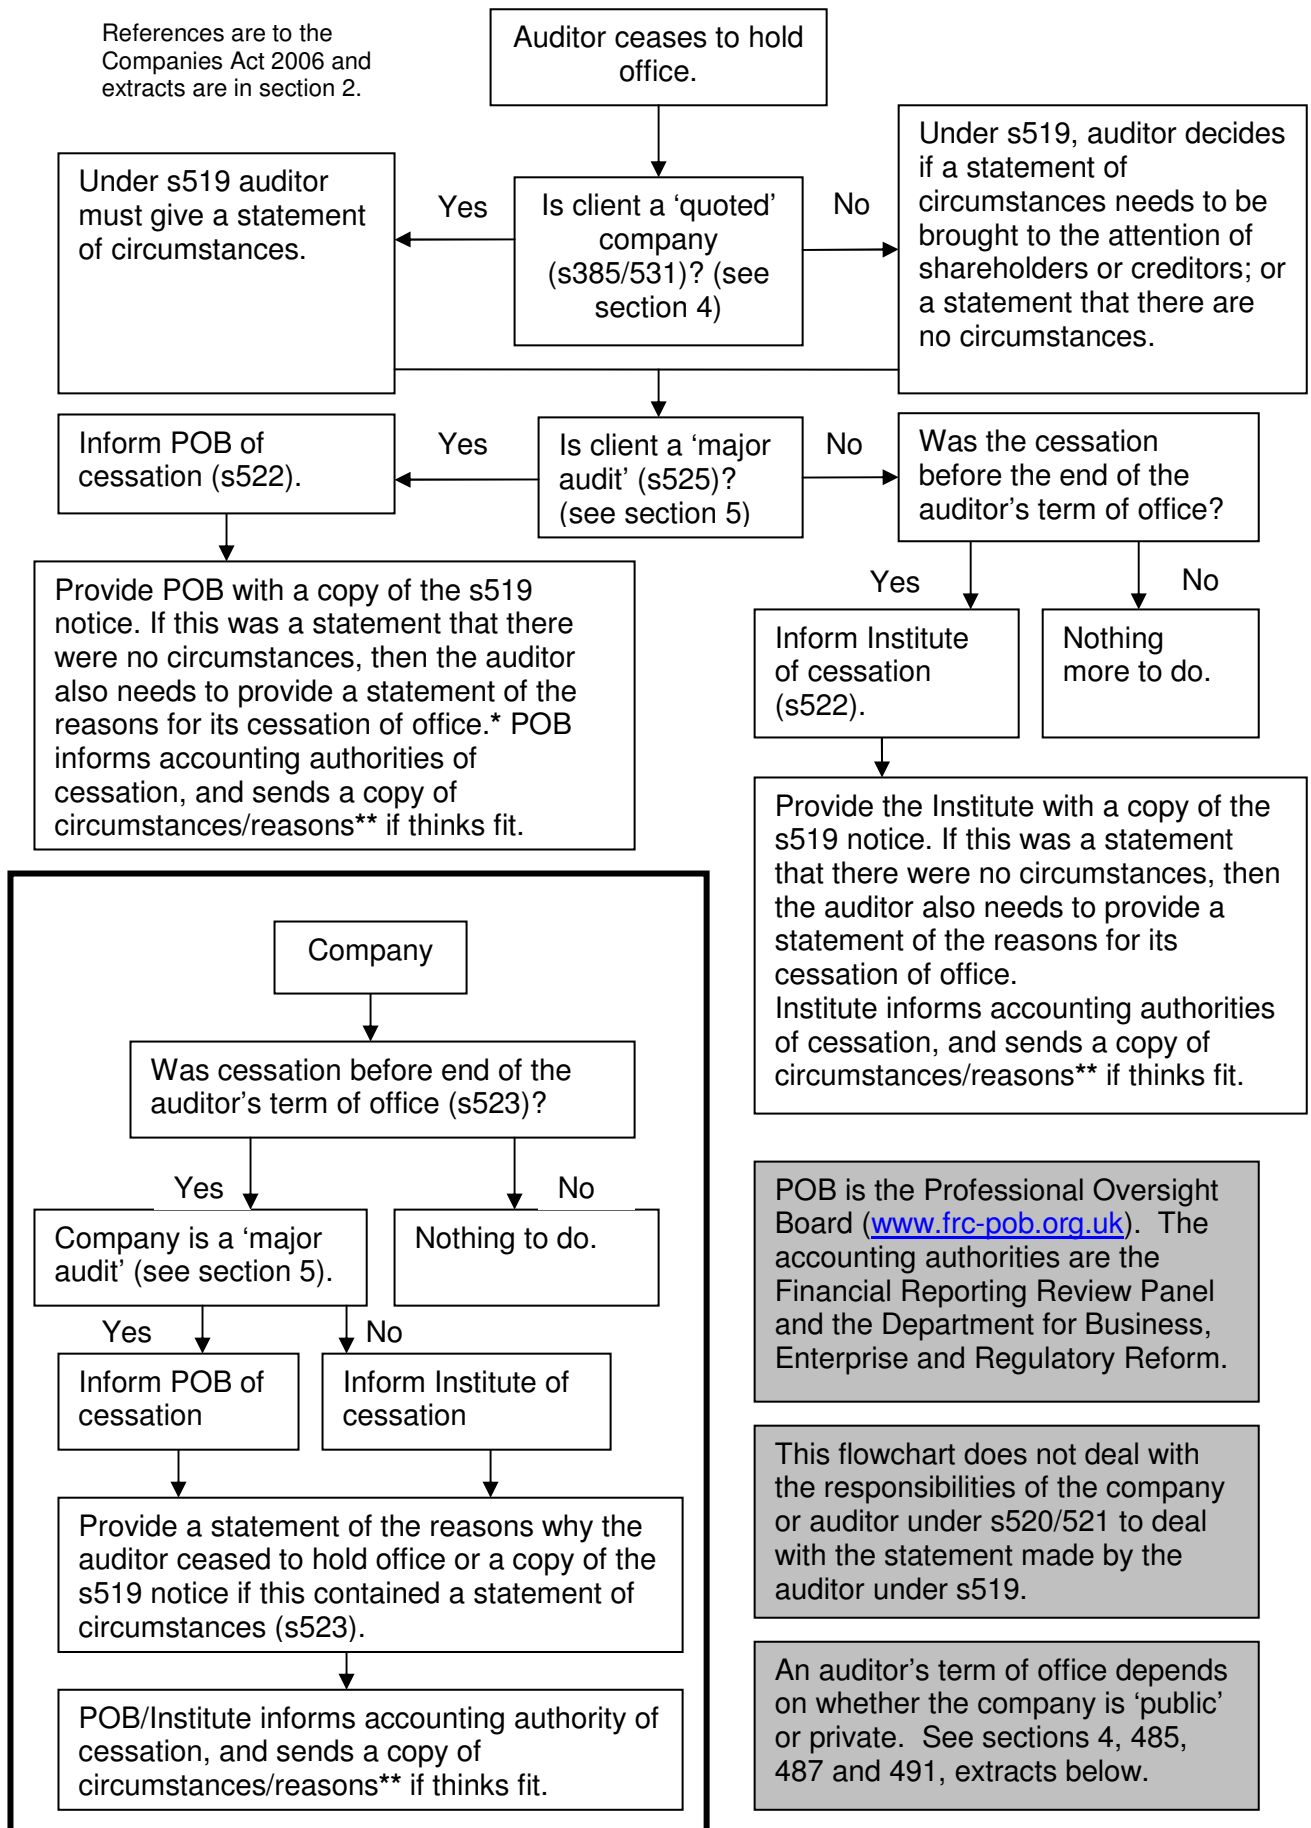 References are to the
Companies Act 2006 and
extracts are in section 2.
Auditor ceases to hold
office.
Under s519 auditor
must give a statement
of circumstances.
Yes
Is client a ‘quoted’
company
(s385/531)? (see
section 4)
No
Under s519, auditor decides
if a statement of
circumstances needs to be
brought to the attention of
shareholders or creditors; or
a statement that there are
no circumstances.
Inform POB of
cessation (s522).
Yes
Is client a ‘major
audit’ (s525)?
(see section 5)
No
Was the cessation
before the end of the
auditor’s term of office?
Provide POB with a copy of the s519
notice. If this was a statement that there
were no circumstances, then the auditor
also needs to provide a statement of the
reasons for its cessation of office.* POB
informs accounting authorities of
cessation, and sends a copy of
circumstances/reasons** if thinks fit.
Yes
No
Inform Institute
of cessation
(s522).
Nothing
more to do.
Provide the Institute with a copy of the
s519 notice. If this was a statement
that there were no circumstances, then
the auditor also needs to provide a
statement of the reasons for its
cessation of office.
Institute informs accounting authorities
of cessation, and sends a copy of
circumstances/reasons** if thinks fit.
Company
Was cessation before end of the
auditor’s term of office (s523)?
Yes
No
Company is a ‘major
audit’ (see section 5).
Nothing to do.
Yes
No
Inform POB of
cessation
Inform Institute of
cessation
Provide a statement of the reasons why the
auditor ceased to hold office or a copy of the
s519 notice if this contained a statement of
circumstances (s523).
POB/Institute informs accounting authority of
cessation, and sends a copy of
circumstances/reasons** if thinks fit.
POB is the Professional Oversight
Board (www.frc-pob.org.uk).  The
accounting authorities are the
Financial Reporting Review Panel
and the Department for Business,
Enterprise and Regulatory Reform.
This flowchart does not deal with
the responsibilities of the company
or auditor under s520/521 to deal
with the statement made by the
auditor under s519.
An auditor’s term of office depends
on whether the company is ‘public’
or private.  See sections 4, 485,
487 and 491, extracts below.